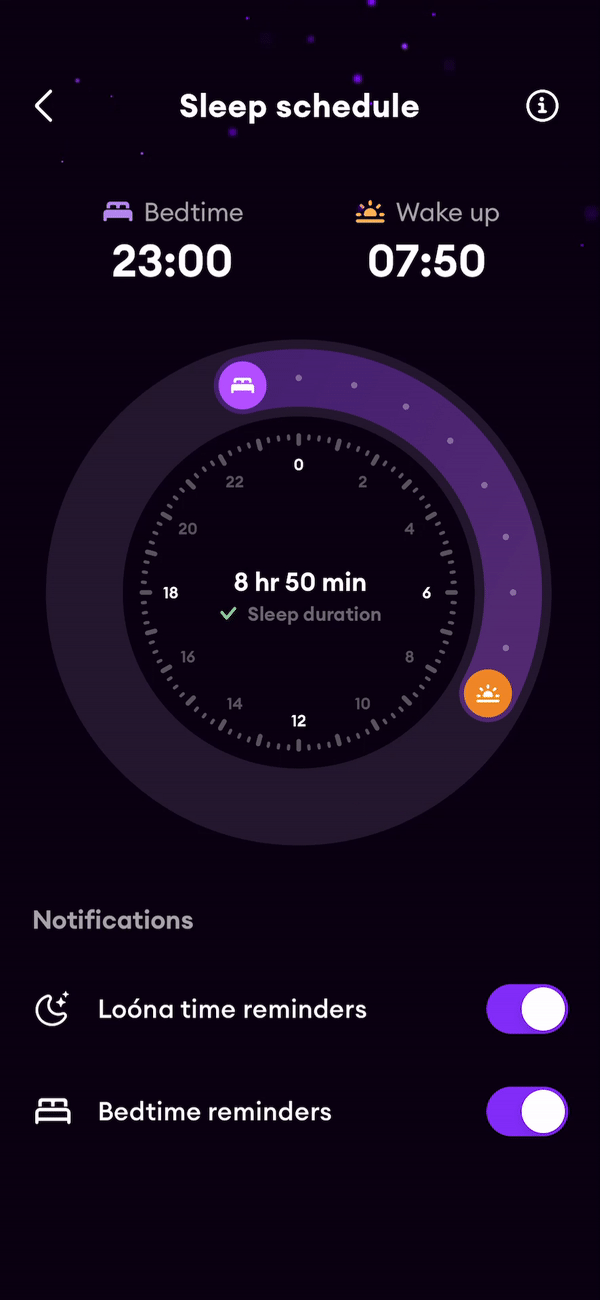 Sleep schedule
Bedtime
Wake up
23:00
07:50
0
22
2
20
4
8 hr 50 min
18
6
Sleep duration
16
8
14
10
12
Notifications
Loóna time reminders
Bedtime reminders